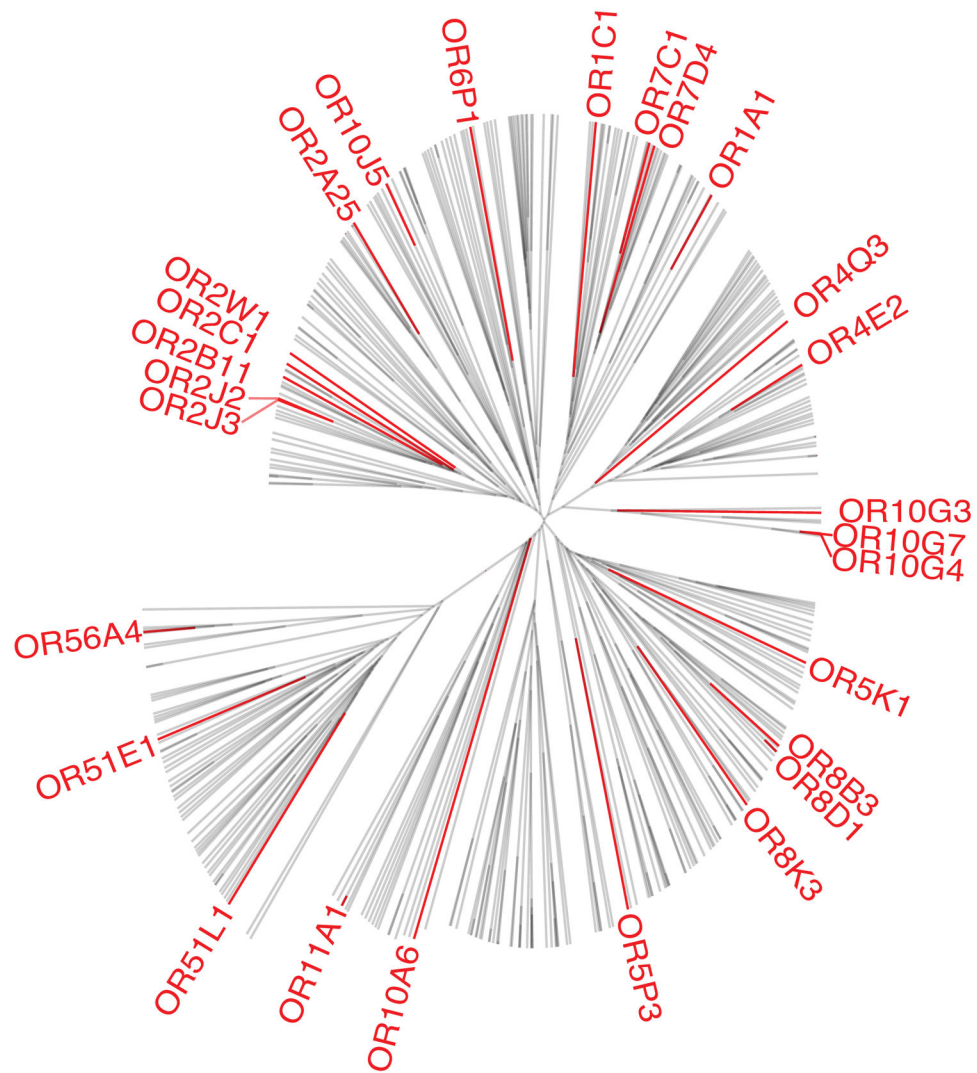 OR6P1
OR1C1
OR7C1
OR7D4
OR1A1
OR10J5
OR2A25
OR4Q3
OR4E2
OR2W1
OR2C1
OR2B11
OR2J2
OR2J3
OR10G3
OR10G7
OR10G4
OR56A4
OR5K1
OR51E1
OR8B3
OR8D1
OR8K3
OR51L1
OR11A1
OR10A6
OR5P3